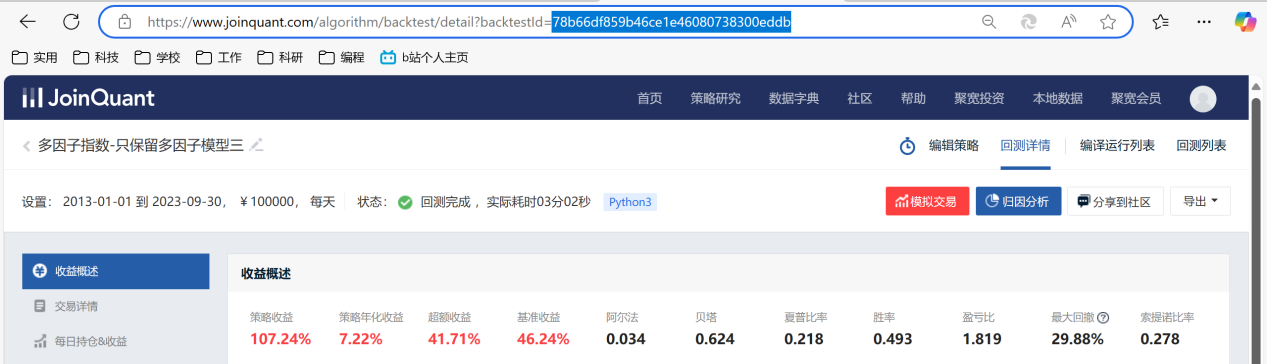 https://www.joinquant.com/algorithm/backtest/detail?backtestId=78b66df859b46ce1e46080738300eddb
实用 科技 学校 工作 科研 编程 b站个人主页
JoinQuant 首页 策略研究 数据字典 社区 帮助 聚宽投资 本地数据 聚宽会员
多因子指数-只保留多因子模型三 编辑策略 回测详情 编译运行列表 回测列表
设置: 2013-01-01 到 2023-09-30, ￥100000, 每天 状态: 回测完成, 实际耗时03分02秒 Python3 模拟交易 归因分析 分享到社区 导出
收益概述 收益概述
交易详情 策略收益 策略年化收益 超额收益 基准收益 阿尔法 贝塔 夏普比率 胜率 盈亏比 最大回撤 索提诺比率
每日持仓&收益 107.24% 7.22% 41.71% 46.24% 0.034 0.624 0.218 0.493 1.819 29.88% 0.278